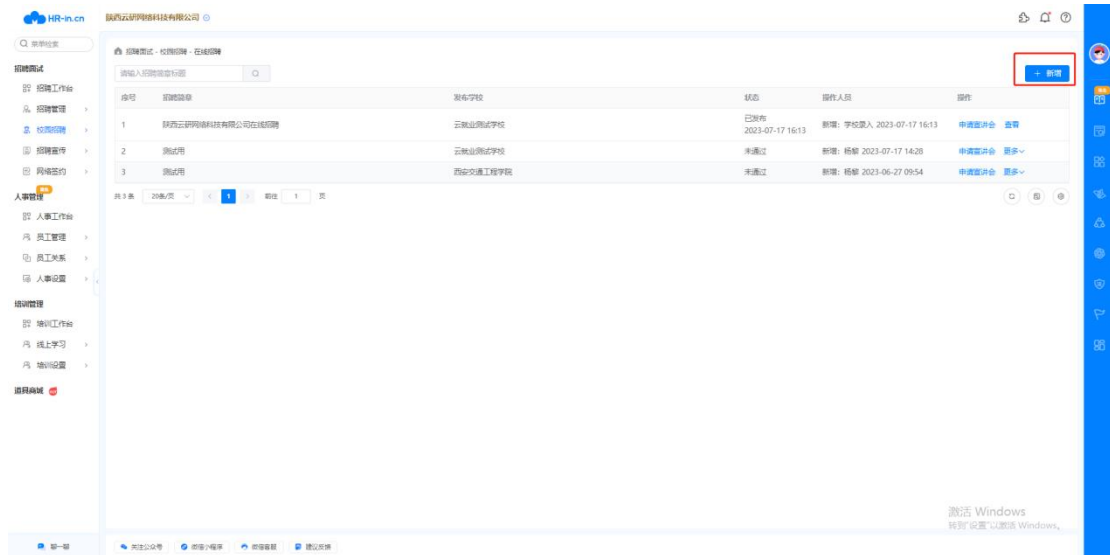 HR-in.cn
陕西云研网络科技有限公司
菜单检索
招聘面试
招聘工作台
招聘管理
校园招聘
招聘宣传
网络签约
人事管理
人事工作台
员工管理
员工关系
人事设置
培训管理
培训工作台
线上学习
培训设置
道具商城
聊一聊
招聘面试 - 校园招聘 - 在线招聘
请输入招聘简章标题
+ 新增
序号 招聘简章 发布学校 状态 操作人员 操作
1 陕西云研网络科技有限公司在线招聘 云就业测试学校 已发布 2023-07-17 16:13 新增：学校录入 2023-07-17 16:13 申请宣讲会 查看
2 测试用 云就业测试学校 未通过 新增：杨黎 2023-07-17 14:28 申请宣讲会 更多
3 测试用 西安交通工程学院 未通过 新增：杨黎 2023-06-27 09:54 申请宣讲会 更多
共 3 条 20条/页 1 前往 1 页
激活 Windows
转到"设置"以激活 Windows。
关注公众号 微信小程序 微信客服 建议反馈